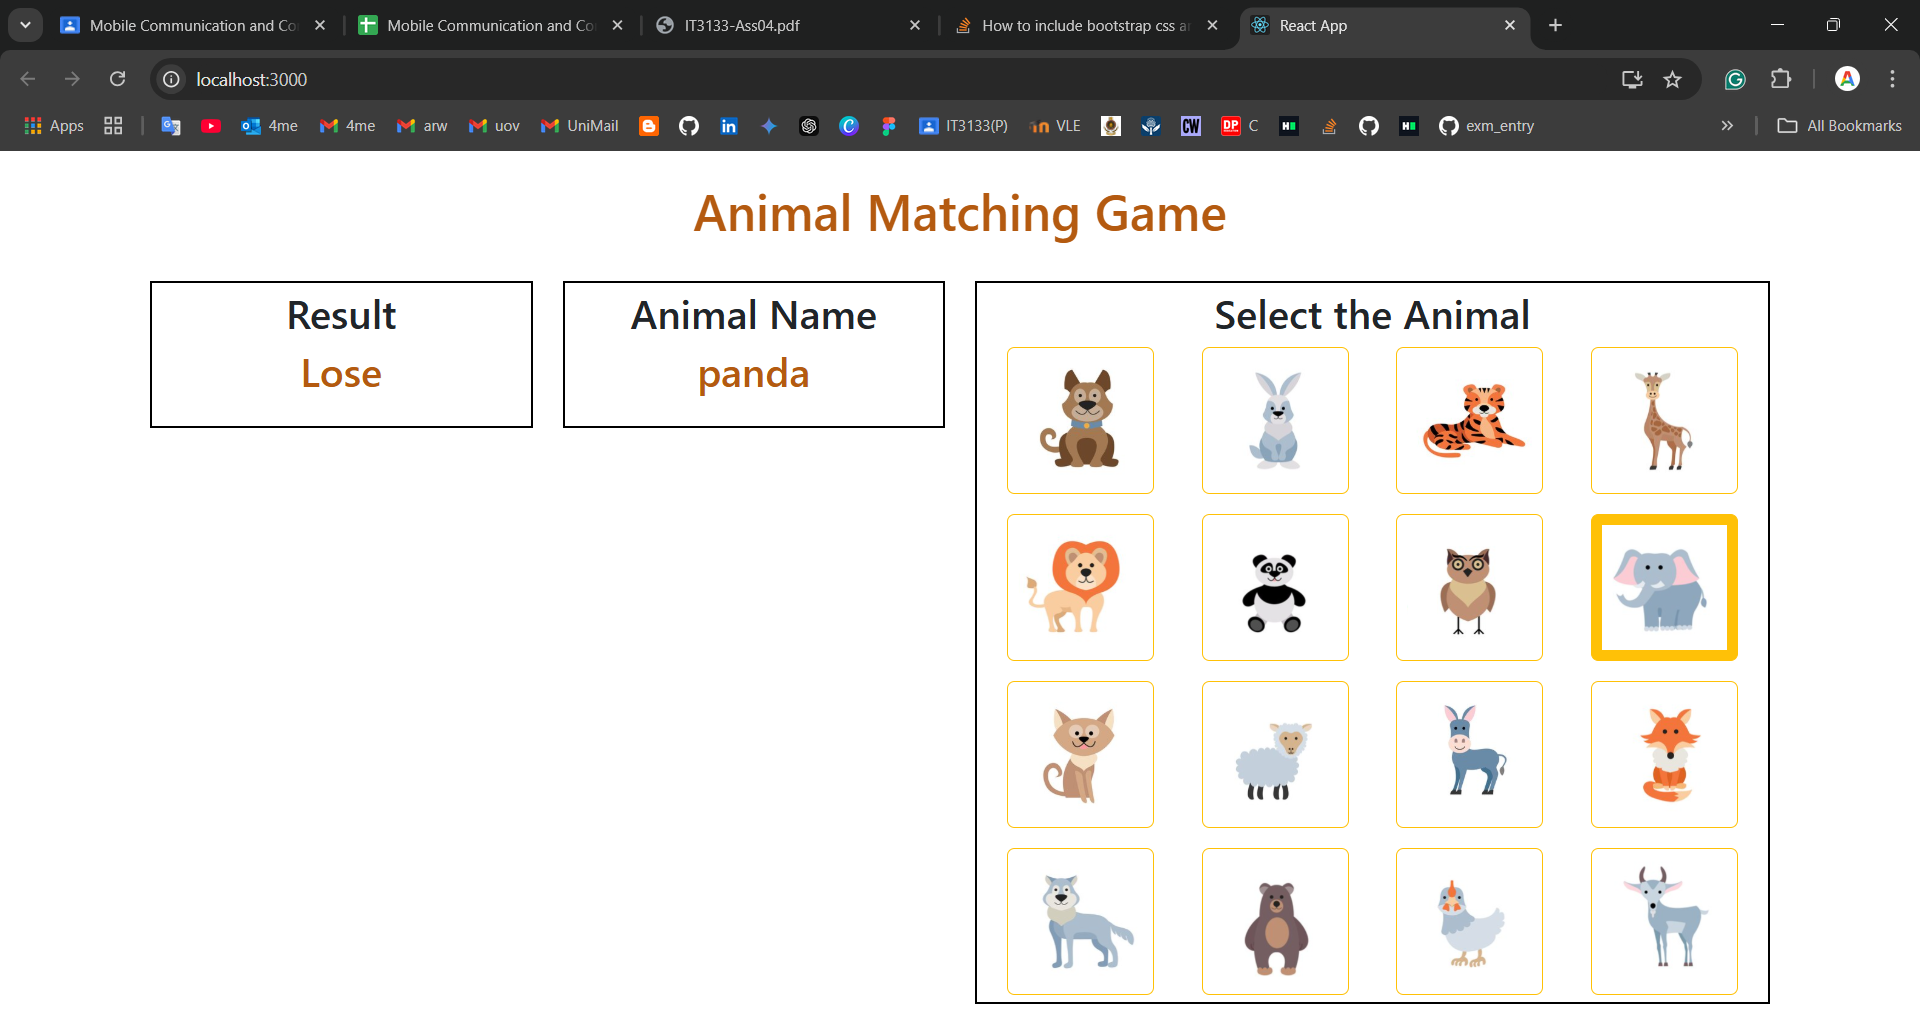 Mobile Communication and Co
Mobile Communication and Co
IT3133-Ass04.pdf
How to include bootstrap css a
React App
localhost:3000
Apps
4me
4me
arw
uov
UniMail
IT3133(P)
VLE
CW
DP
C
exm_entry
All Bookmarks
Animal Matching Game
Result
Lose
Animal Name
panda
Select the Animal